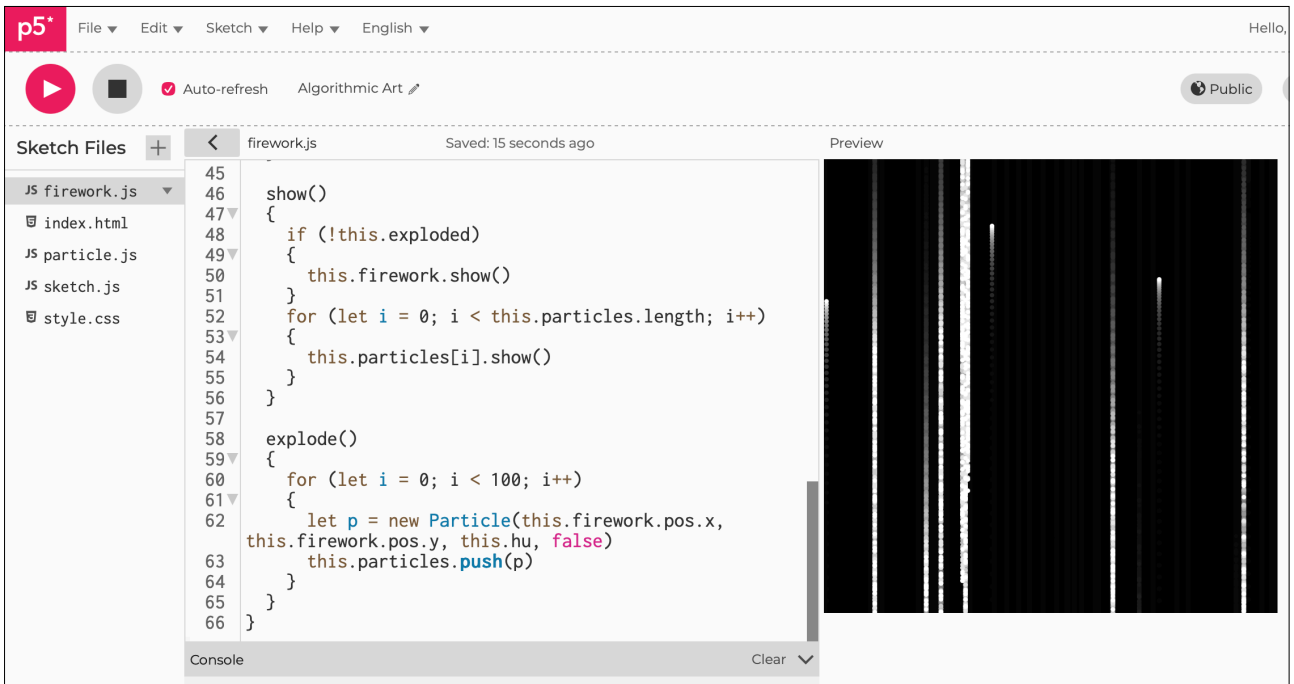 p5* File Edit Sketch Help English Hello,
Auto-refresh Algorithmic Art Public
Sketch Files + firework.js Saved: 15 seconds ago Preview
JS firework.js
index.html
JS particle.js
JS sketch.js
style.css
45
46 show()
47 {
48 if (!this.exploded)
49 {
50 this.firework.show()
51 }
52 for (let i = 0; i < this.particles.length; i++)
53 {
54 this.particles[i].show()
55 }
56 }
57
58 explode()
59 {
60 for (let i = 0; i < 100; i++)
61 {
62 let p = new Particle(this.firework.pos.x,
this.firework.pos.y, this.hu, false)
63 this.particles.push(p)
64 }
65 }
66 }
Console Clear